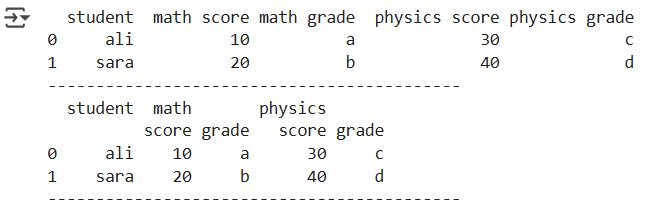 student  math score math grade  physics score physics grade
0     ali          10          a             30             c
1    sara          20          b             40             d
-------------------------------------------
student  math       physics
score grade   score grade
0     ali    10     a      30     c
1    sara    20     b      40     d
-------------------------------------------